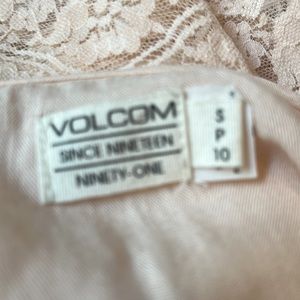 VOLCOM
SINCE NINETEEN
NINETY-ONE
S
P
10